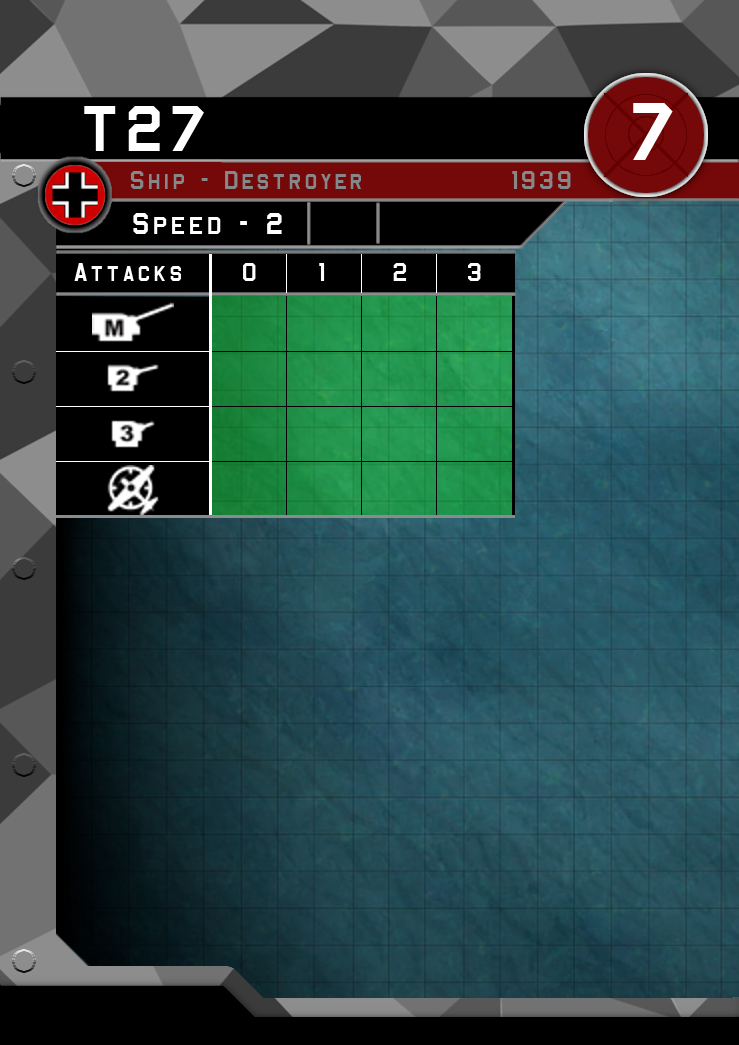 T27
7
SHIP - DESTROYER 1939
SPEED - 2
ATTACKS 0 1 2 3
M
2
3